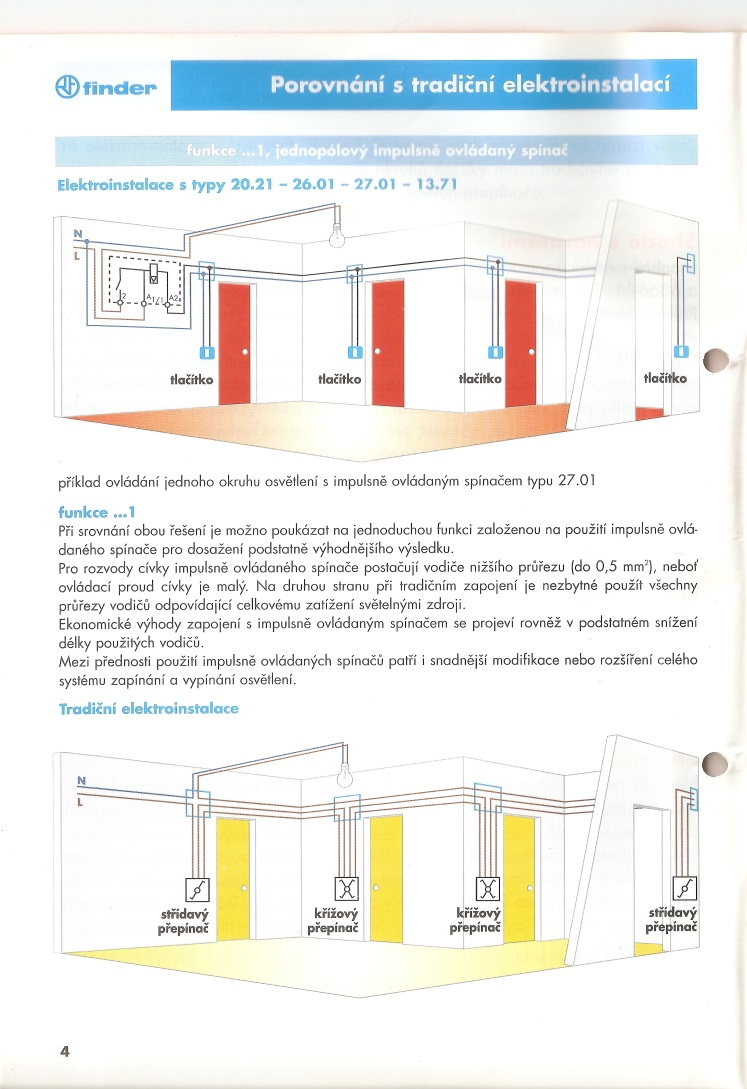 finder
Porovnání s tradiční elektroinstalací
funkce ...1, jednopólový impulsně ovládaný spínač
Elektroinstalace s typy 20.21 – 26.01 – 27.01 – 13.71
N
L
2 A1/1 A2
tlačítko tlačítko tlačítko tlačítko
příklad ovládání jednoho okruhu osvětlení s impulsně ovládaným spínačem typu 27.01
funkce ...1
Při srovnání obou řešení je možno poukázat na jednoduchou funkci založenou na použití impulsně ovlá-
daného spínače pro dosažení podstatně výhodnějšího výsledku.
Pro rozvody cívky impulsně ovládaného spínače postačují vodiče nižšího průřezu (do 0,5 mm²), neboť
ovládací proud cívky je malý. Na druhou stranu při tradičním zapojení je nezbytné použít všechny
průřezy vodičů odpovídající celkovému zatížení světelnými zdroji.
Ekonomické výhody zapojení s impulsně ovládaným spínačem se projeví rovněž v podstatném snížení
délky použitých vodičů.
Mezi přednosti použití impulsně ovládaných spínačů patří i snadnější modifikace nebo rozšíření celého
systému zapínání a vypínání osvětlení.
Tradiční elektroinstalace
N
L
střídavý křížový křížový střídavý
přepínač přepínač přepínač přepínač
4